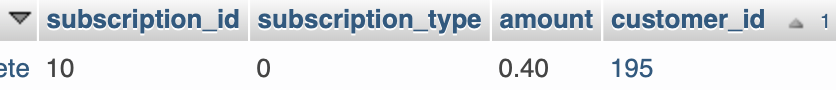 subscription_id subscription_type amount customer_id 1
ete 10 0 0.40 195